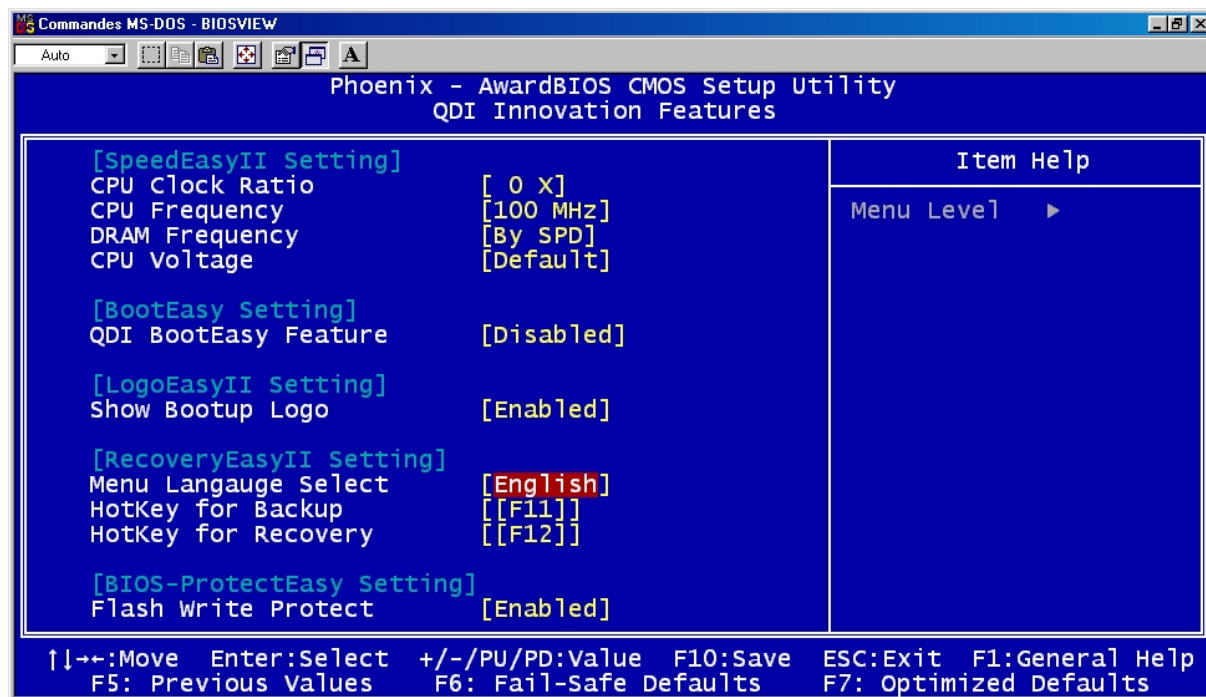 Commandes MS-DOS - BIOSVIEW
Auto
A
Phoenix - AwardBIOS CMOS Setup Utility
QDI Innovation Features
[SpeedEasyII Setting]
CPU Clock Ratio [ 0 X]
CPU Frequency [100 MHz]
DRAM Frequency [By SPD]
CPU Voltage [Default]
[BootEasy Setting]
QDI BootEasy Feature [Disabled]
[LogoEasyII Setting]
Show Bootup Logo [Enabled]
[RecoveryEasyII Setting]
Menu Langauge Select [English]
HotKey for Backup [[F11]]
HotKey for Recovery [[F12]]
[BIOS-ProtectEasy Setting]
Flash Write Protect [Enabled]
Item Help
Menu Level ►
↑↓→←:Move Enter:Select +/-/PU/PD:Value F10:Save ESC:Exit F1:General Help
F5: Previous Values F6: Fail-Safe Defaults F7: Optimized Defaults